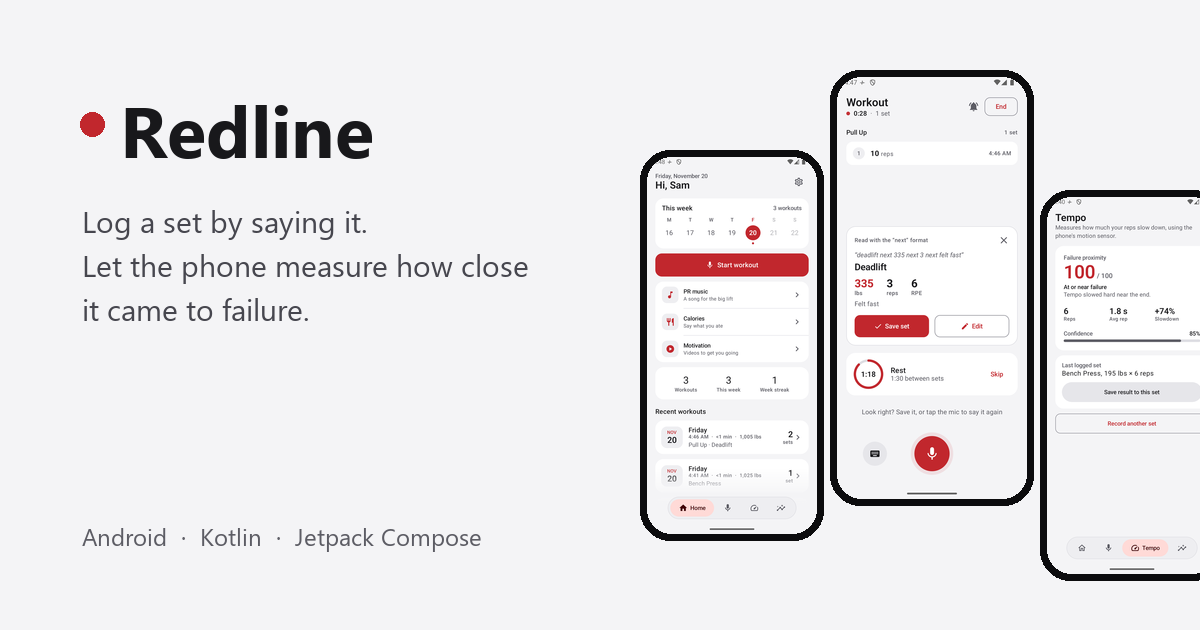 Redline
Log a set by saying it.
Let the phone measure how close
it came to failure.
Android · Kotlin · Jetpack Compose
Friday, November 20
Hi, Sam
This week
3 workouts
M T W T F S S
16 17 18 19 20 21 22
Start workout
PR music
A song for the big lift
Calories
Say what you ate
Motivation
Videos to get you going
3 3 1
Workouts This week Week streak
Recent workouts
NOV
20
Friday
4:46 AM · <1 min · 1,005 lbs
Pull Up · Deadlift
2
sets
NOV
20
Friday
4:41 AM · <1 min · 1,025 lbs
Bench Press
1
set
Home
Workout
0:28 · 1 set
End
Pull Up
1 set
1 10 reps 4:46 AM
Read with the "next" format
"deadlift next 335 next 3 next felt fast"
Deadlift
335 3 6
lbs reps RPE
Felt fast
Save set
Edit
1:18
Rest
1:30 between sets
Skip
Look right? Save it, or tap the mic to say it again
Tempo
Measures how much your reps slow down, using the
phone's motion sensor.
Failure proximity
100 / 100
At or near failure
Tempo slowed hard near the end.
6 1.8 s +74%
Reps Avg rep Slowdown
Confidence 85%
Last logged set
Bench Press, 195 lbs × 6 reps
Save result to this set
Record another set
Tempo